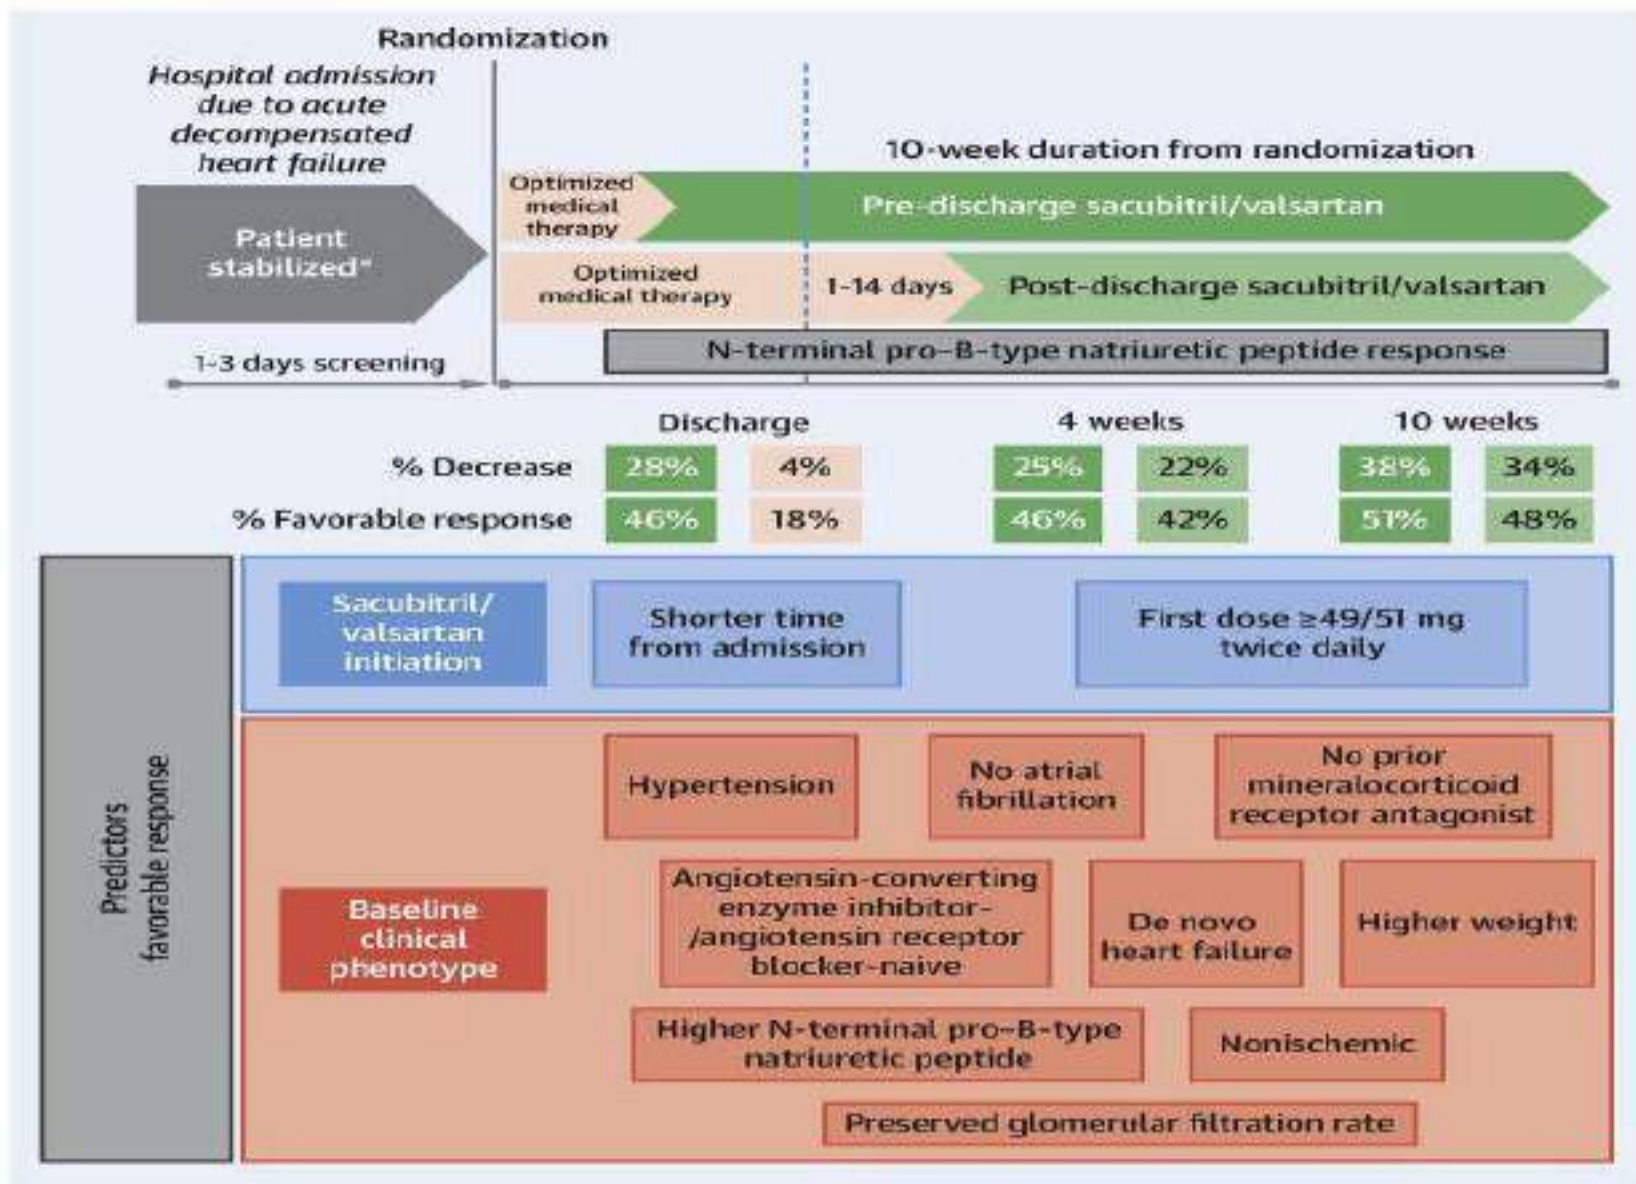 Randomization
Hospital admission
due to acute
decompensated
heart failure
10-week duration from randomization
Patient
stabilized*
Optimized
medical
therapy
Pre-discharge sacubitril/valsartan
Optimized
medical therapy
1-14 days
Post-discharge sacubitril/valsartan
N-terminal pro-B-type natriuretic peptide response
1-3 days screening
Discharge 4 weeks 10 weeks
% Decrease 28% 4% 25% 22% 38% 34%
% Favorable response 46% 18% 46% 42% 51% 48%
Predictors
favorable response
Sacubitril/
valsartan
initiation
Shorter time
from admission
First dose ≥49/51 mg
twice daily
Baseline
clinical
phenotype
Hypertension
No atrial
fibrillation
No prior
mineralocorticoid
receptor antagonist
Angiotensin-converting
enzyme inhibitor-
/angiotensin receptor
blocker-naive
De novo
heart failure
Higher weight
Higher N-terminal pro-B-type
natriuretic peptide
Nonischemic
Preserved glomerular filtration rate